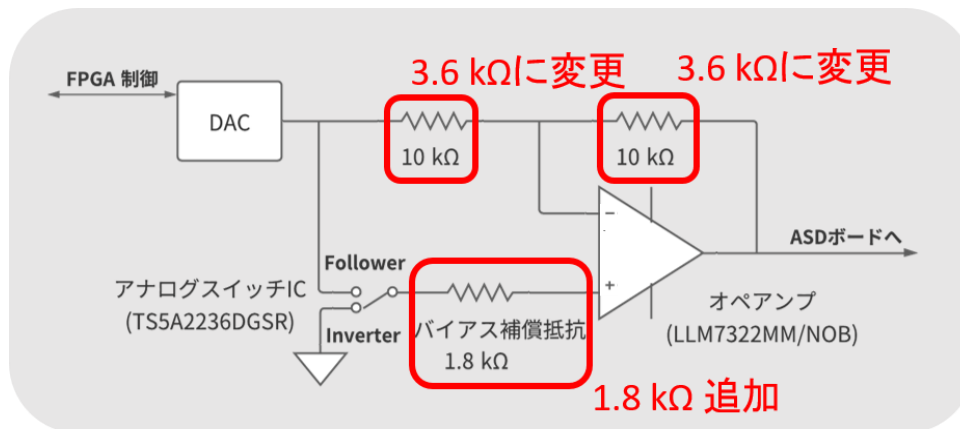 3.6 kΩに変更
3.6 kΩに変更
FPGA 制御
DAC
10 kΩ
10 kΩ
−
ASDボードへ
Follower
+
アナログスイッチIC
(TS5A2236DGSR)
Inverter
バイアス補償抵抗
1.8 kΩ
オペアンプ
(LLM7322MM/NOB)
1.8 kΩ 追加